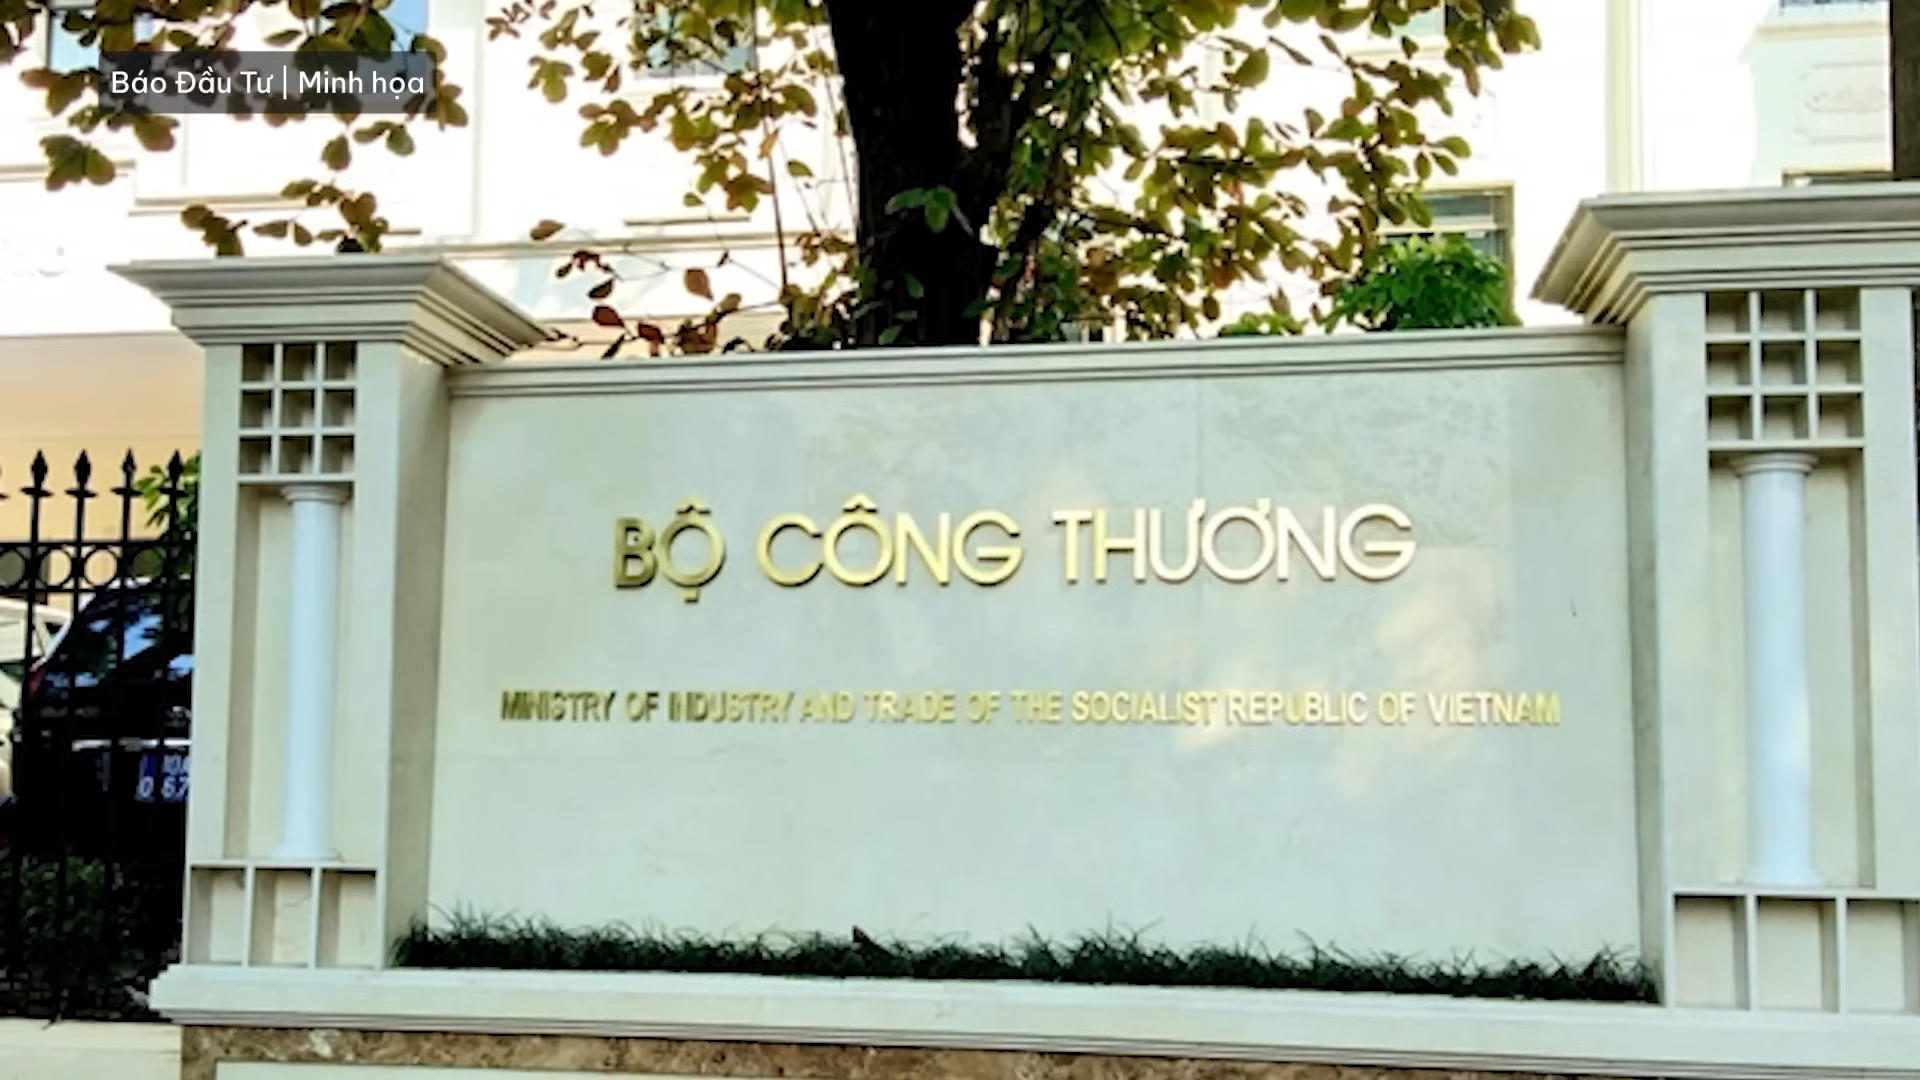 Báo Đầu Tư | Minh họa
BỘ CÔNG THƯƠNG
MINISTRY OF INDUSTRY AND TRADE OF THE SOCIALIST REPUBLIC OF VIETNAM